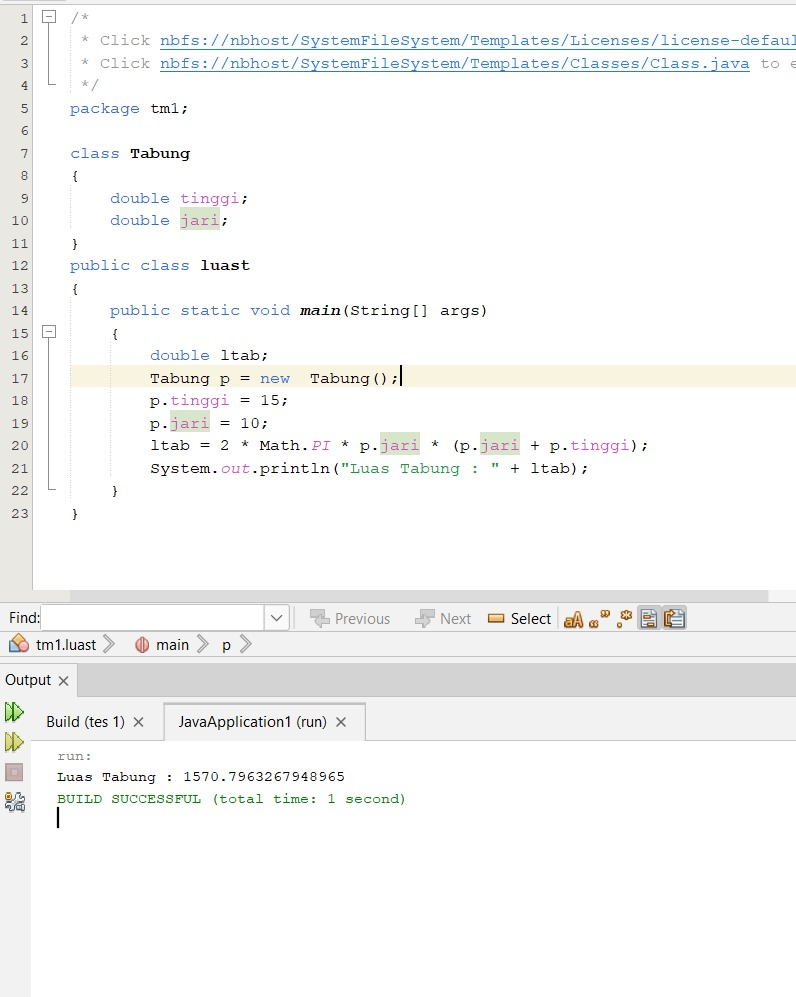 1 /*
2 * Click nbfs://nbhost/SystemFileSystem/Templates/Licenses/license-defaul
3 * Click nbfs://nbhost/SystemFileSystem/Templates/Classes/Class.java to e
4 */
5 package tm1;
6
7 class Tabung
8 {
9 double tinggi;
10 double jari;
11 }
12 public class luast
13 {
14 public static void main(String[] args)
15 {
16 double ltab;
17 Tabung p = new  Tabung();
18 p.tinggi = 15;
19 p.jari = 10;
20 ltab = 2 * Math.PI * p.jari * (p.jari + p.tinggi);
21 System.out.println("Luas Tabung : " + ltab);
22 }
23 }
Find: Previous Next Select
tm1.luast main p
Output
Build (tes 1) JavaApplication1 (run)
run:
Luas Tabung : 1570.7963267948965
BUILD SUCCESSFUL (total time: 1 second)